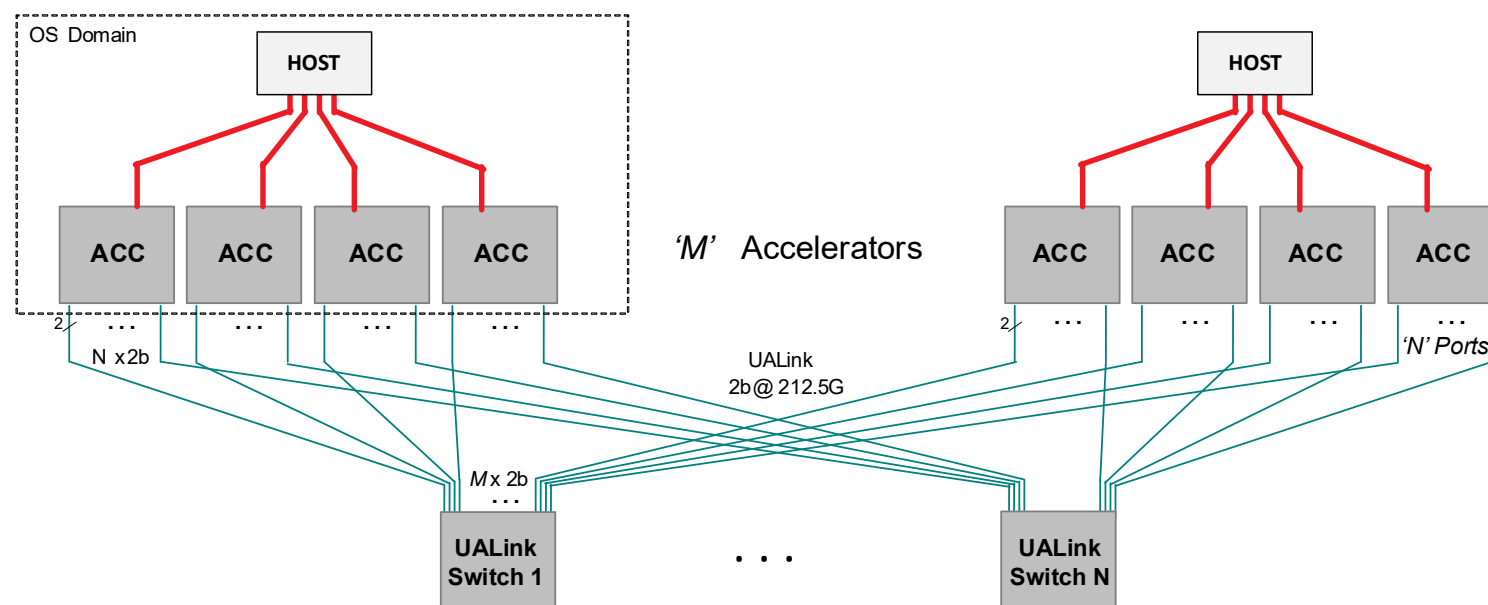 OS Domain
HOST
HOST
ACC
ACC
ACC
ACC
'M' Accelerators
ACC
ACC
ACC
ACC
2
...
...
...
...
2
...
...
...
...
N x2b
UALink
2b@ 212.5G
'N' Ports
M x 2b
...
UALink
Switch 1
...
UALink
Switch N